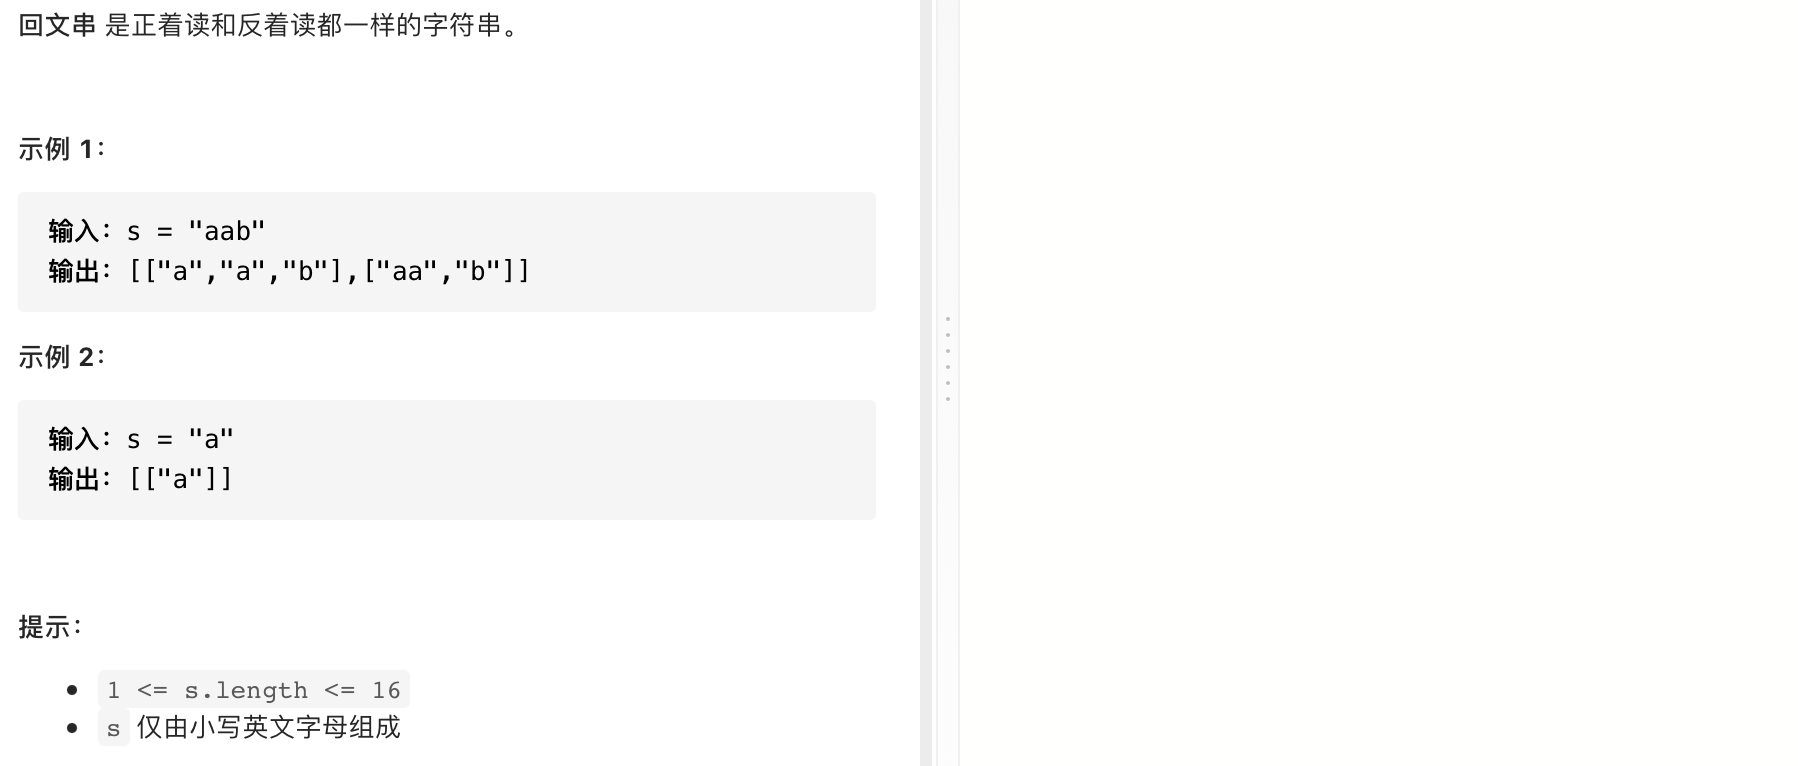 回文串 是正着读和反着读都一样的字符串。
示例 1：
输入：s = "aab"
输出：[["a","a","b"],["aa","b"]]
示例 2：
输入：s = "a"
输出：[["a"]]
提示：
1 <= s.length <= 16
s 仅由小写英文字母组成